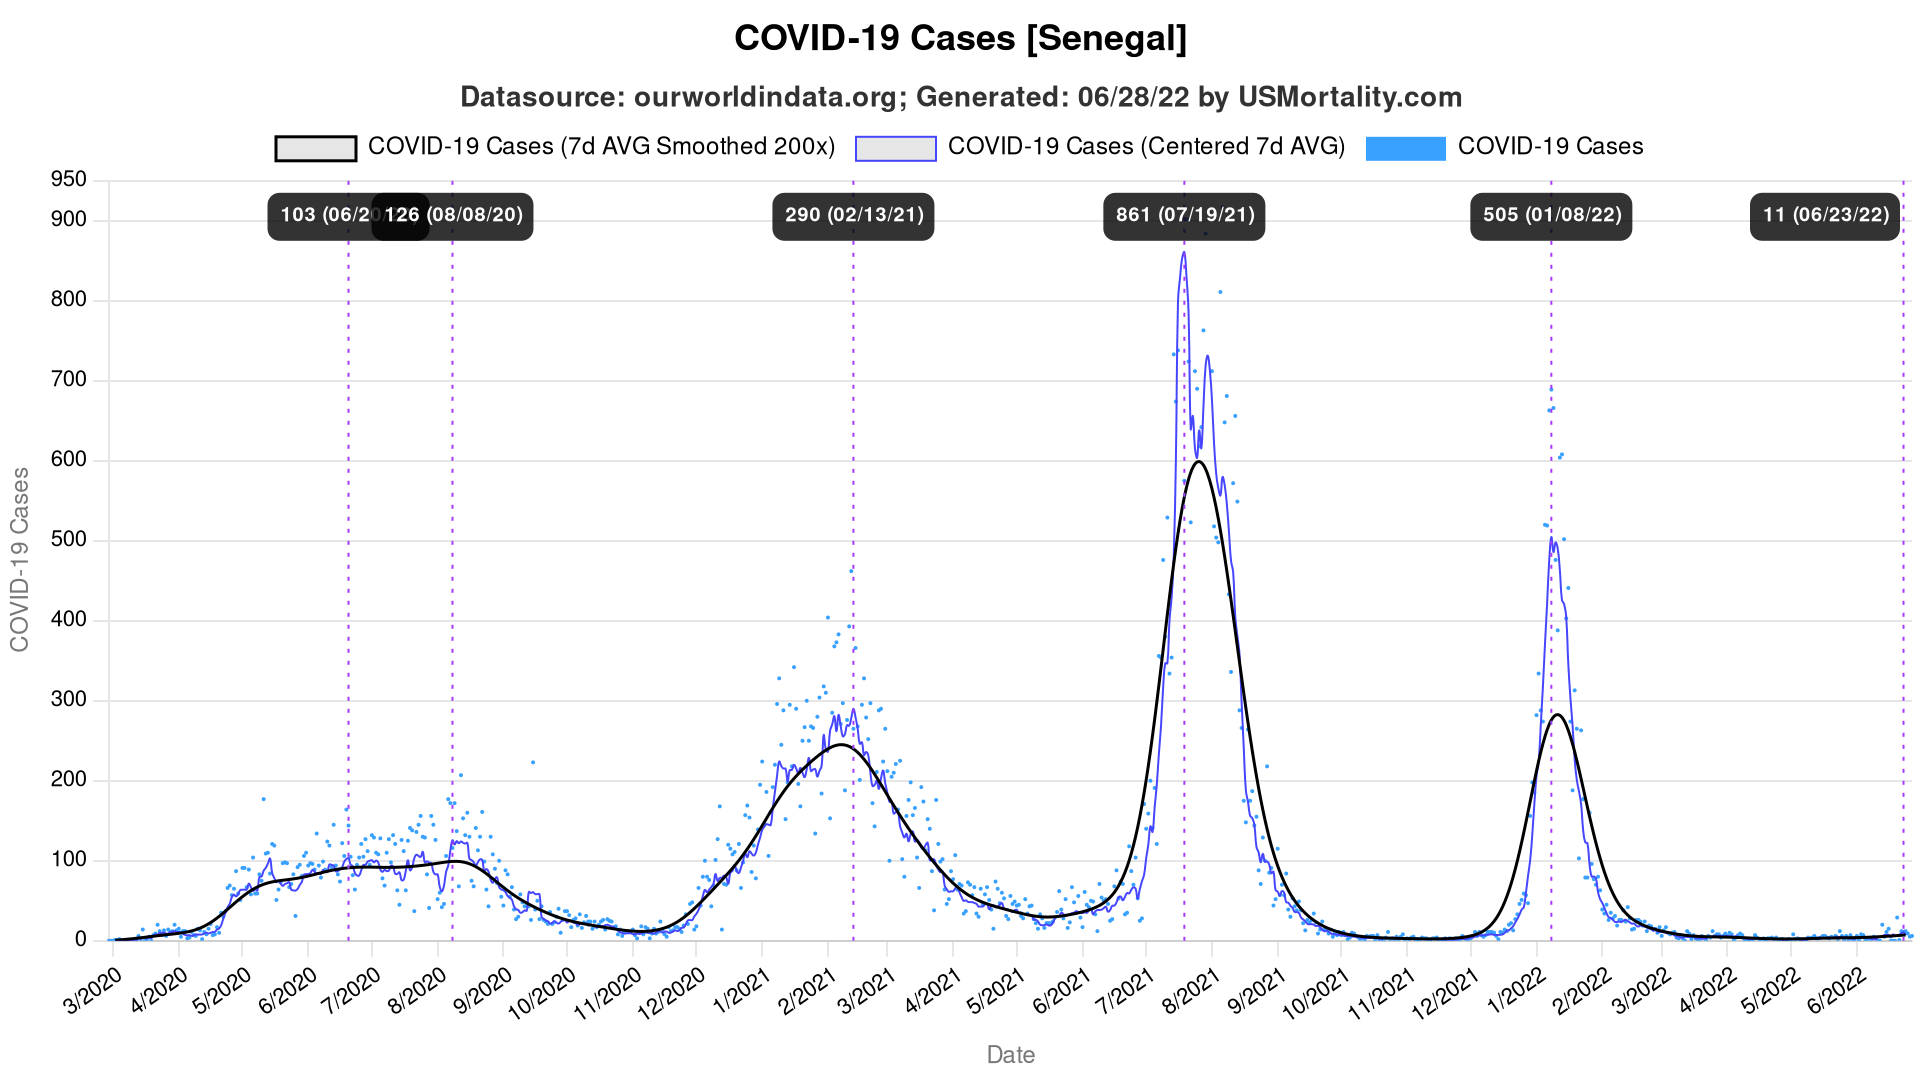 COVID-19 Cases [Senegal]
Datasource: ourworldindata.org; Generated: 06/28/22 by USMortality.com
COVID-19 Cases (7d AVG Smoothed 200x) COVID-19 Cases (Centered 7d AVG) COVID-19 Cases
950
900
800
700
600
500
400
300
200
100
0
COVID-19 Cases
103 (06/20 126 (08/08/20) 290 (02/13/21) 861 (07/19/21) 505 (01/08/22) 11 (06/23/22)
3/2020 4/2020 5/2020 6/2020 7/2020 8/2020 9/2020 10/2020 11/2020 12/2020 1/2021 2/2021 3/2021 4/2021 5/2021 6/2021 7/2021 8/2021 9/2021 10/2021 11/2021 12/2021 1/2022 2/2022 3/2022 4/2022 5/2022 6/2022
Date